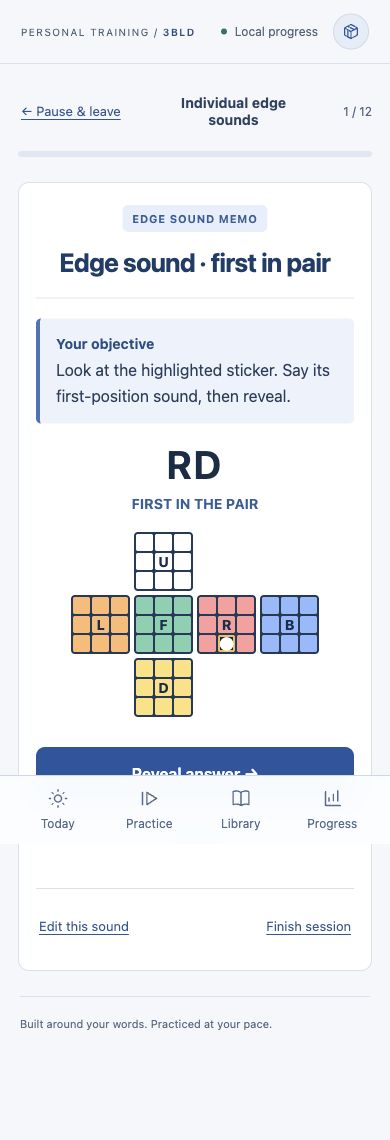 PERSONAL TRAINING / 3BLD
Local progress
← Pause & leave
Individual edge
sounds
1 / 12
EDGE SOUND MEMO
Edge sound · first in pair
Your objective
Look at the highlighted sticker. Say its
first-position sound, then reveal.
RD
FIRST IN THE PAIR
U
L
F
R
B
D
Reveal answer →
Today
Practice
Library
Progress
Edit this sound
Finish session
Built around your words. Practiced at your pace.